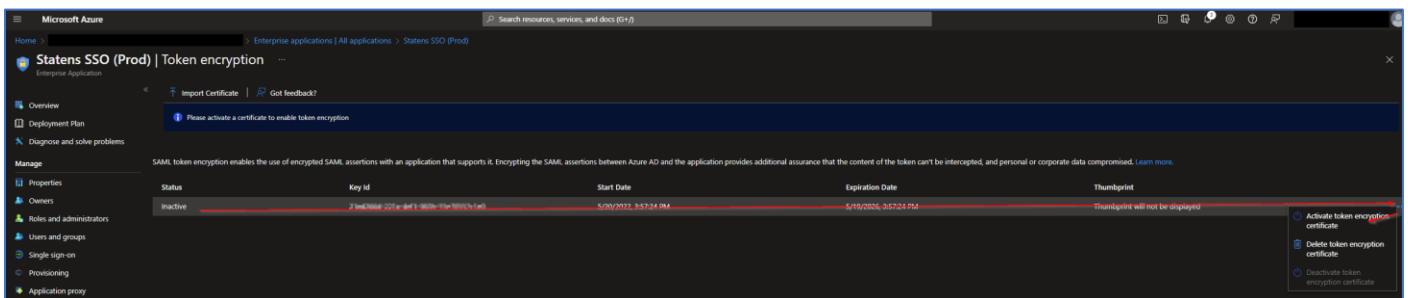 Microsoft Azure
Search resources, services, and docs (G+/)
Home >
> Enterprise applications | All applications > Statens SSO (Prod)
Statens SSO (Prod) | Token encryption ...
Enterprise Application
«
Import Certificate | Got feedback?
Overview
Please activate a certificate to enable token encryption
Deployment Plan
Diagnose and solve problems
Manage
SAML token encryption enables the use of encrypted SAML assertions with an application that supports it. Encrypting the SAML assertions between Azure AD and the application provides additional assurance that the content of the token can't be intercepted, and personal or corporate data compromised. Learn more.
Properties
Status Key Id Start Date Expiration Date Thumbprint
Owners
Inactive 5/20/2022, 3:57:24 PM 5/19/2026, 3:57:24 PM Thumbprint will not be displayed
Roles and administrators
Activate token encryption
certificate
Users and groups
Single sign-on
Delete token encryption
certificate
Provisioning
Deactivate token
encryption certificate
Application proxy